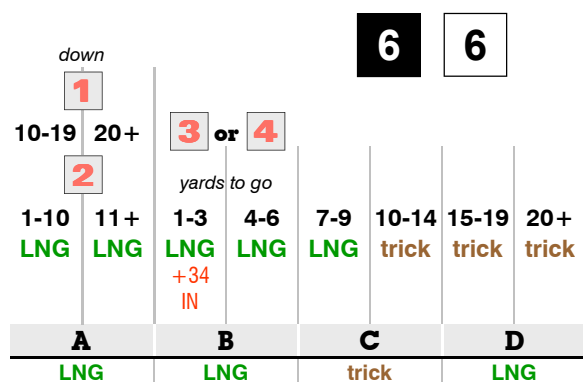 6 6
down
1
10-19 20+ 3 or 4
2 yards to go
1-10 11+ 1-3 4-6 7-9 10-14 15-19 20+
LNG LNG LNG LNG LNG trick trick trick
+34
IN
A B C D
LNG LNG trick LNG